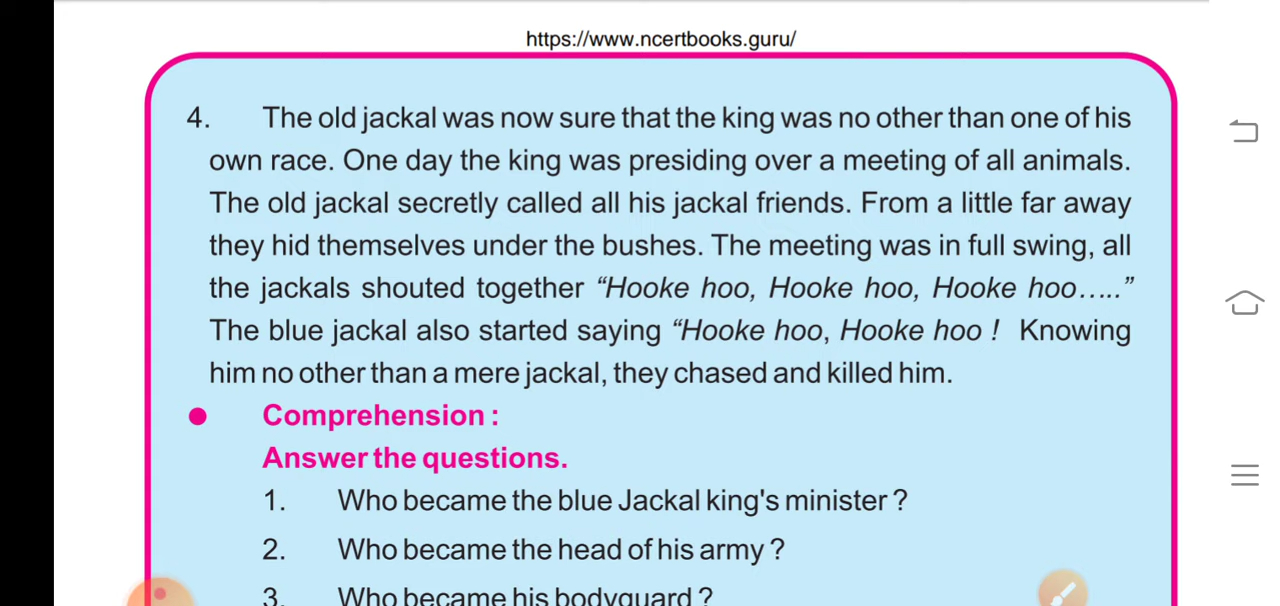 https://www.ncertbooks.guru/
4. The old jackal was now sure that the king was no other than one of his
own race. One day the king was presiding over a meeting of all animals.
The old jackal secretly called all his jackal friends. From a little far away
they hid themselves under the bushes. The meeting was in full swing, all
the jackals shouted together “Hooke hoo, Hooke hoo, Hooke hoo…..”
The blue jackal also started saying “Hooke hoo, Hooke hoo ! Knowing
him no other than a mere jackal, they chased and killed him.
● Comprehension :
Answer the questions.
1. Who became the blue Jackal king's minister ?
2. Who became the head of his army ?
3. Who became his bodyguard ?